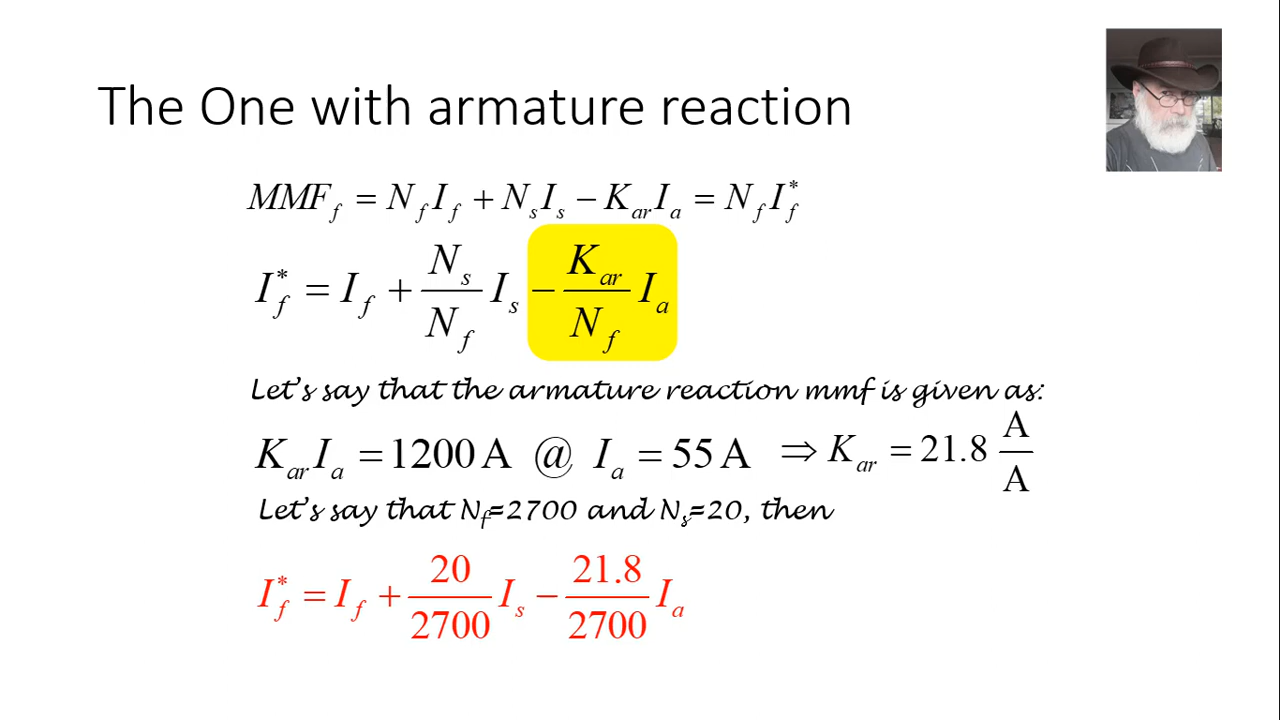 The One with armature reaction
MMF_f = N_f I_f + N_s I_s − K_ar I_a = N_f I_f^*
I_f^* = I_f + N_s/N_f I_s − K_ar/N_f I_a
Let's say that the armature reaction mmf is given as:
K_ar I_a = 1200 A @ I_a = 55 A ⇒ K_ar = 21.8 A/A
Let's say that N_f=2700 and N_s=20, then
I_f^* = I_f + 20/2700 I_s − 21.8/2700 I_a